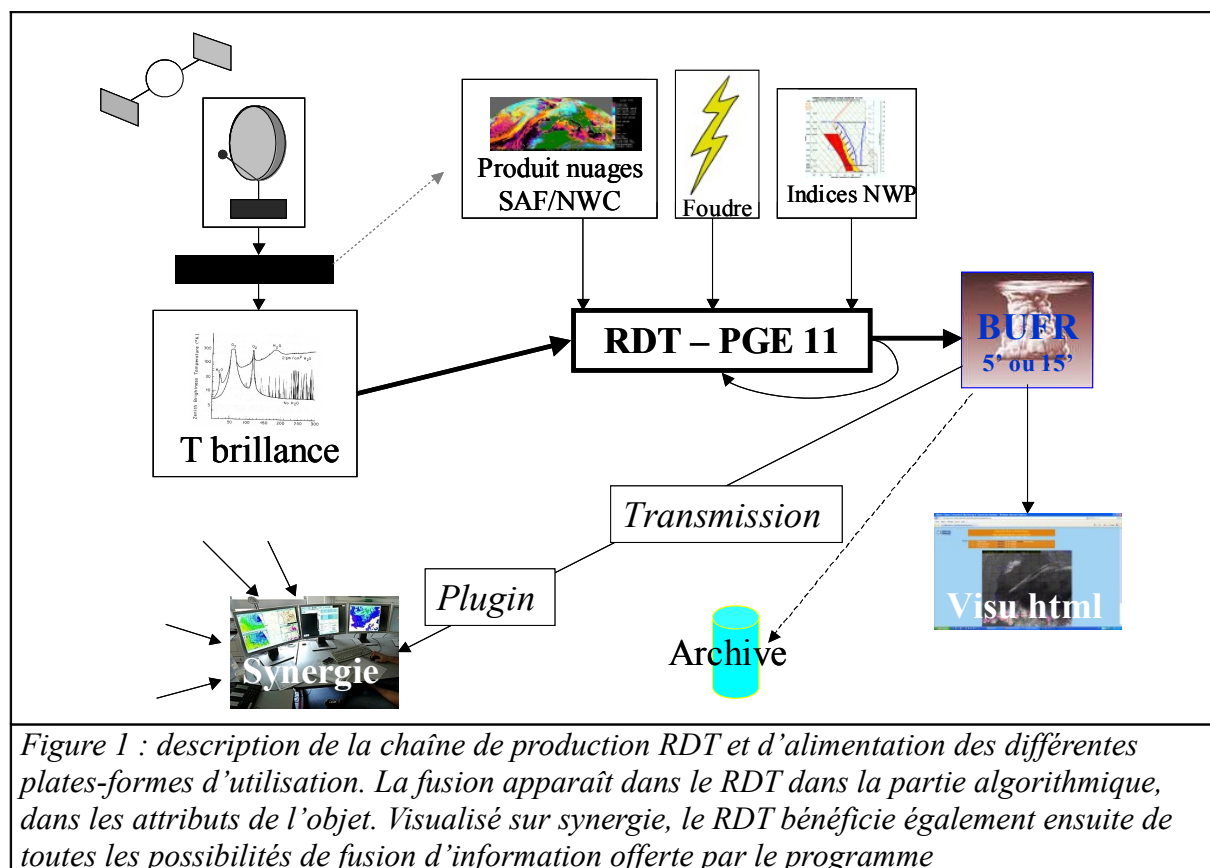 Produit nuages
SAF/NWC
Foudre
Indices NWP
RDT – PGE 11
BUFR
5’ ou 15’
T brillance
Zenith Brightness Temperature (°K)
Transmission
Plugin
Synergie
Archive
Visu html
Figure 1 : description de la chaîne de production RDT et d’alimentation des différentes
plates-formes d’utilisation. La fusion apparaît dans le RDT dans la partie algorithmique,
dans les attributs de l’objet. Visualisé sur synergie, le RDT bénéficie également ensuite de
toutes les possibilités de fusion d’information offerte par le programme